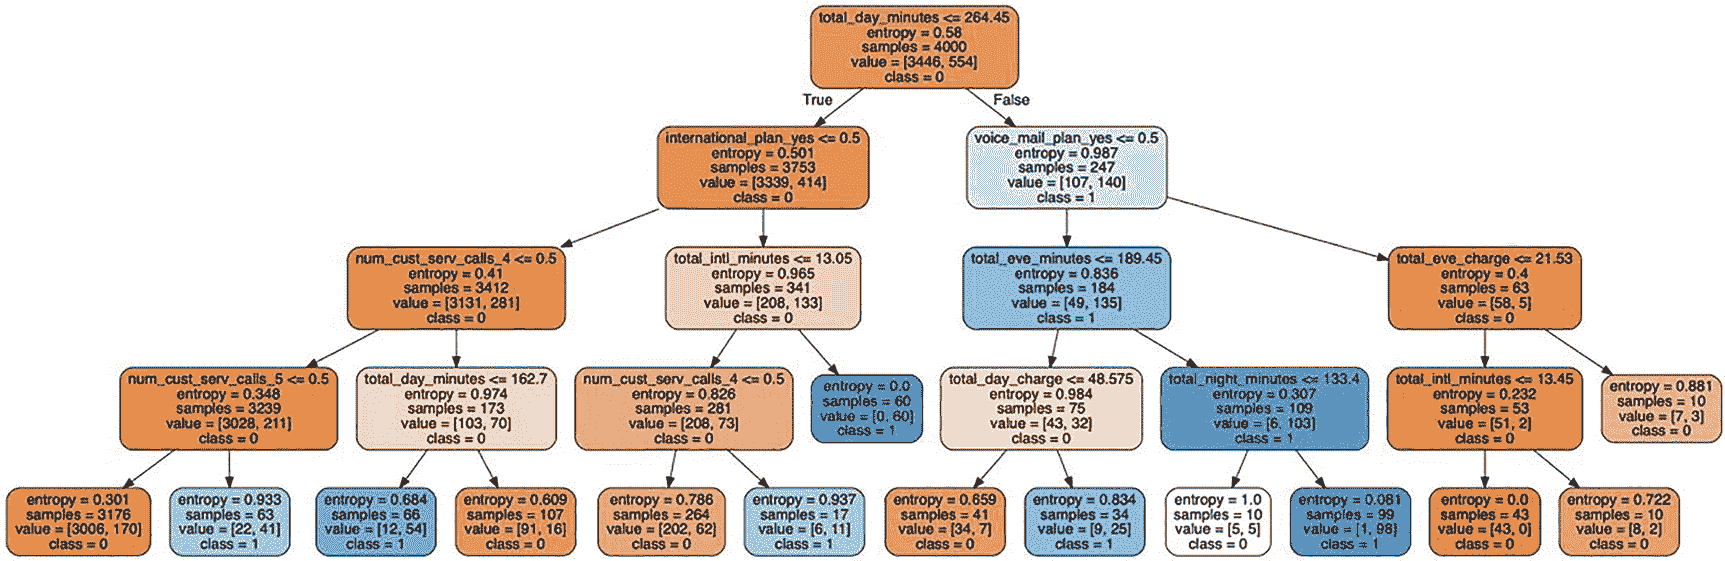 total_day_minutes <= 264.45
entropy = 0.58
samples = 4000
value = [3446, 554]
class = 0
True
False
international_plan_yes <= 0.5
entropy = 0.501
samples = 3753
value = [3339, 414]
class = 0
voice_mail_plan_yes <= 0.5
entropy = 0.987
samples = 247
value = [107, 140]
class = 1
num_cust_serv_calls_4 <= 0.5
entropy = 0.41
samples = 3412
value = [3131, 281]
class = 0
total_intl_minutes <= 13.05
entropy = 0.965
samples = 341
value = [208, 133]
class = 0
total_eve_minutes <= 189.45
entropy = 0.836
samples = 184
value = [49, 135]
class = 1
total_eve_charge <= 21.53
entropy = 0.4
samples = 63
value = [58, 5]
class = 0
num_cust_serv_calls_5 <= 0.5
entropy = 0.348
samples = 3239
value = [3028, 211]
class = 0
total_day_minutes <= 162.7
entropy = 0.974
samples = 173
value = [103, 70]
class = 0
num_cust_serv_calls_4 <= 0.5
entropy = 0.826
samples = 281
value = [208, 73]
class = 0
entropy = 0.0
samples = 60
value = [0, 60]
class = 1
total_day_charge <= 48.575
entropy = 0.984
samples = 75
value = [43, 32]
class = 0
total_night_minutes <= 133.4
entropy = 0.307
samples = 109
value = [6, 103]
class = 1
total_intl_minutes <= 13.45
entropy = 0.232
samples = 53
value = [51, 2]
class = 0
entropy = 0.881
samples = 10
value = [7, 3]
class = 0
entropy = 0.301
samples = 3176
value = [3006, 170]
class = 0
entropy = 0.933
samples = 63
value = [22, 41]
class = 1
entropy = 0.684
samples = 66
value = [12, 54]
class = 1
entropy = 0.609
samples = 107
value = [91, 16]
class = 0
entropy = 0.786
samples = 264
value = [202, 62]
class = 0
entropy = 0.937
samples = 17
value = [6, 11]
class = 1
entropy = 0.659
samples = 41
value = [34, 7]
class = 0
entropy = 0.834
samples = 34
value = [9, 25]
class = 1
entropy = 1.0
samples = 10
value = [5, 5]
class = 0
entropy = 0.081
samples = 99
value = [1, 98]
class = 1
entropy = 0.0
samples = 43
value = [43, 0]
class = 0
entropy = 0.722
samples = 10
value = [8, 2]
class = 0